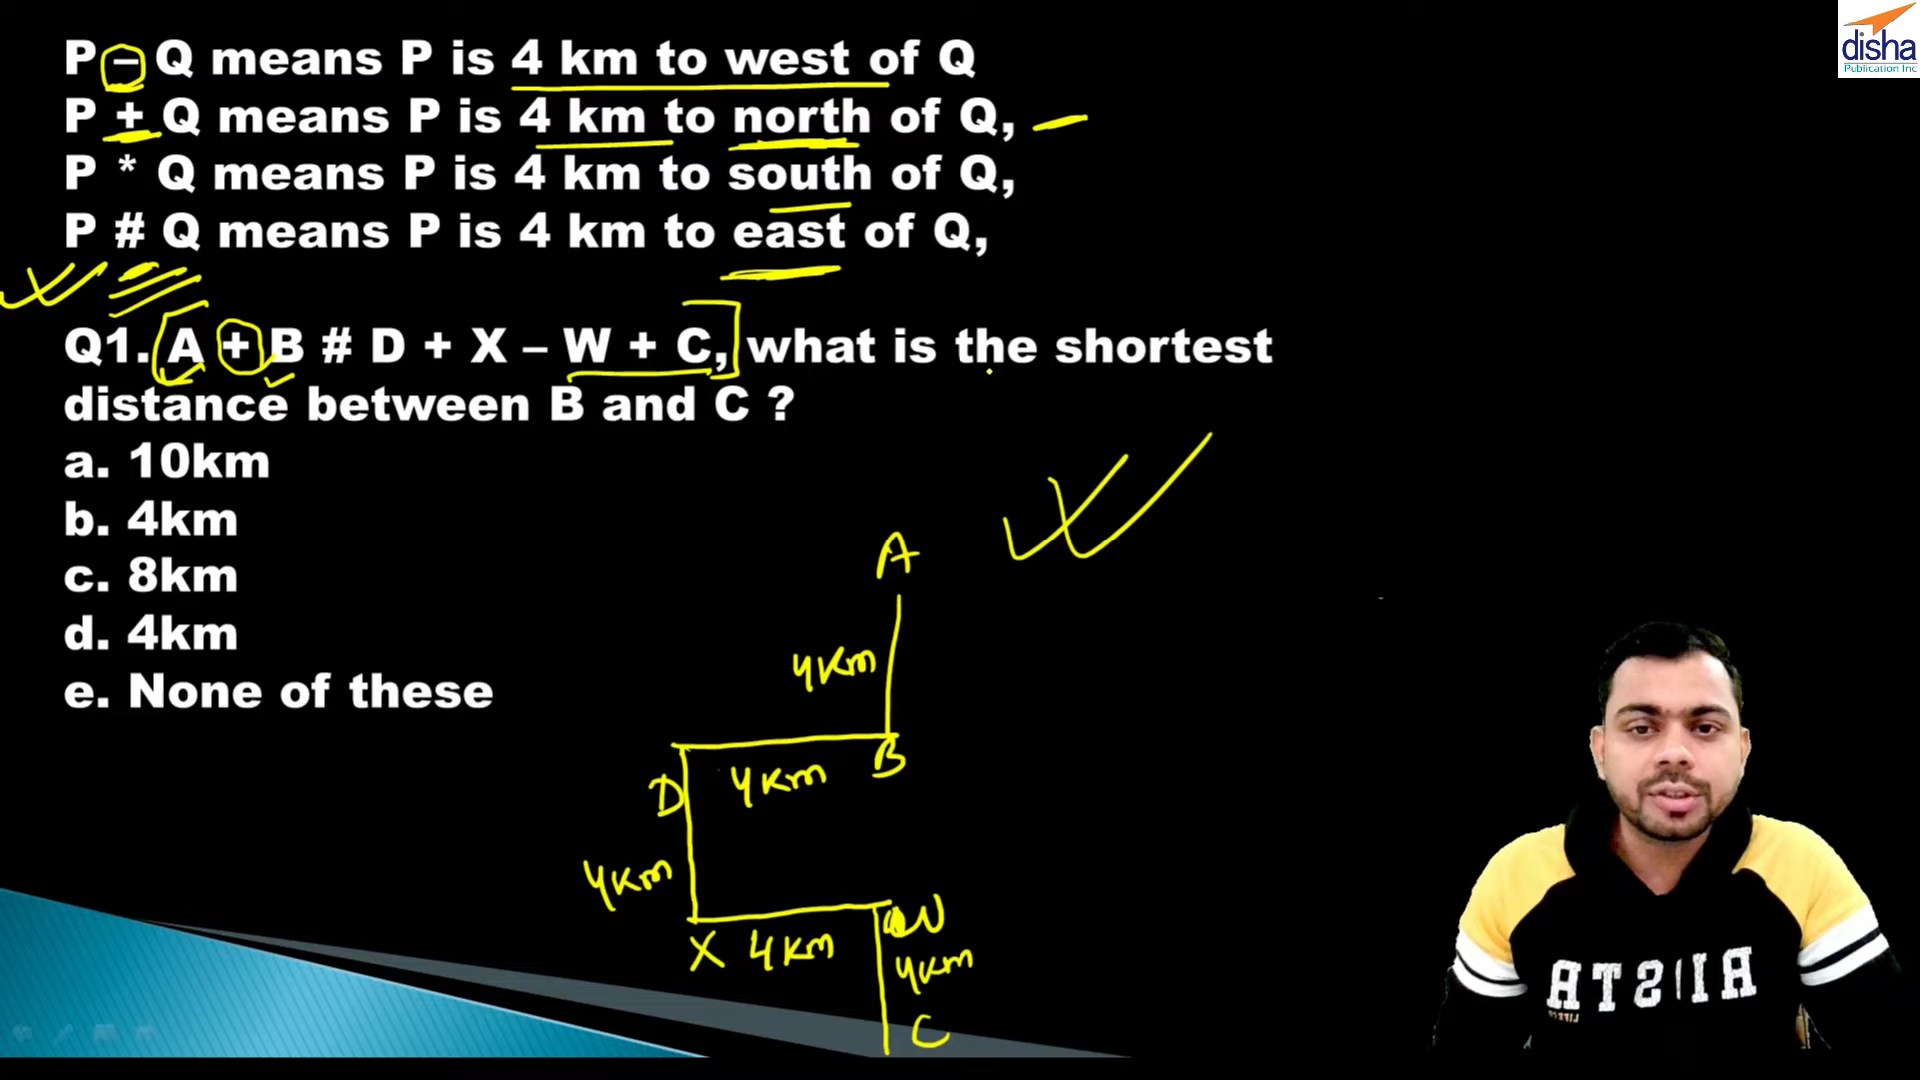 P – Q means P is 4 km to west of Q
P + Q means P is 4 km to north of Q,
P * Q means P is 4 km to south of Q,
P # Q means P is 4 km to east of Q,
Q1. A + B # D + X – W + C, what is the shortest
distance between B and C ?
a. 10km
b. 4km
c. 8km
d. 4km
e. None of these
A
4km
B
4km
D
4km
X 4km
W
4km
C
disha
Publication Inc